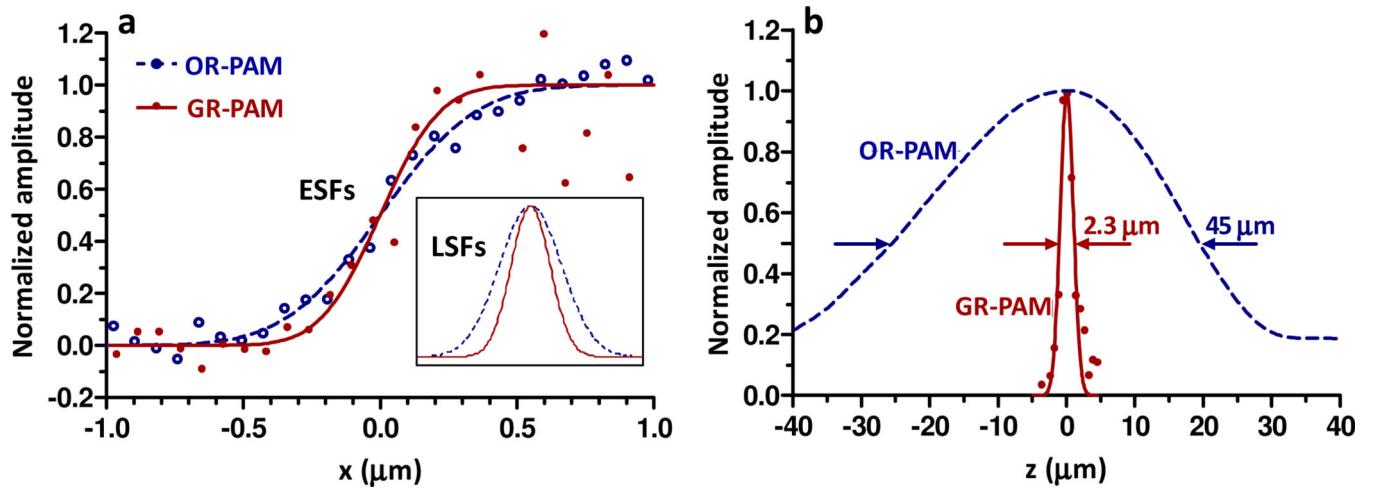 a
1.2
1.0
0.8
0.6
0.4
0.2
0.0
-0.2
Normalized amplitude
OR-PAM
GR-PAM
ESFs
LSFs
-1.0 -0.5 0.0 0.5 1.0
x (μm)
b
1.2
1.0
0.8
0.6
0.4
0.2
0.0
Normalized amplitude
OR-PAM
2.3 μm 45 μm
GR-PAM
-40 -30 -20 -10 0 10 20 30 40
z (μm)